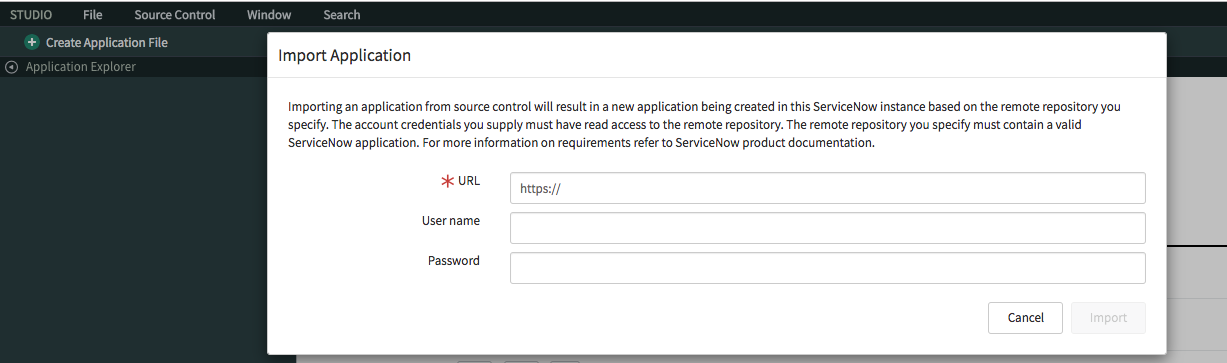 STUDIO File Source Control Window Search
Create Application File
Application Explorer
Import Application
Importing an application from source control will result in a new application being created in this ServiceNow instance based on the remote repository you
specify. The account credentials you supply must have read access to the remote repository. The remote repository you specify must contain a valid
ServiceNow application. For more information on requirements refer to ServiceNow product documentation.
URL https://
User name
Password
Cancel Import